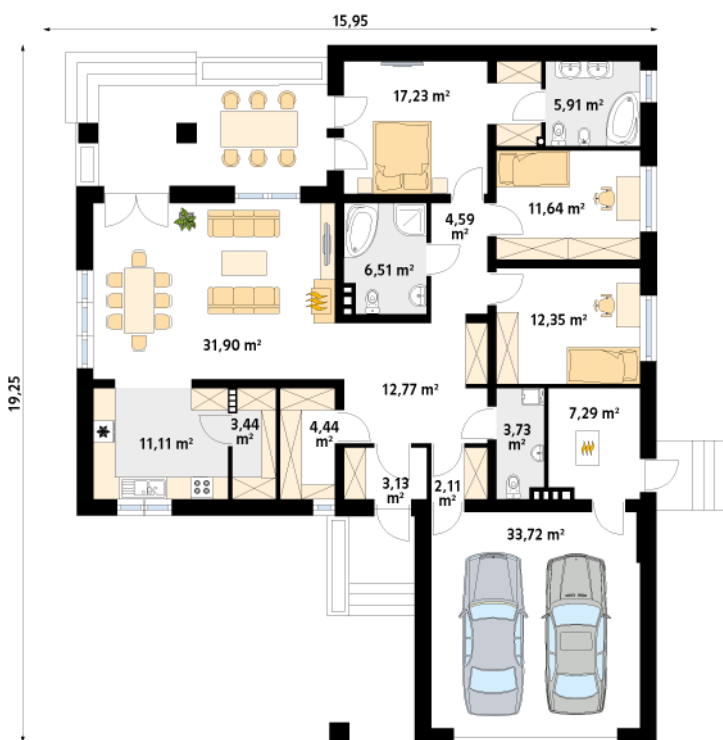 15,95
17,23 m²
5,91 m²
11,64 m²
4,59
m²
6,51 m²
12,35 m²
31,90 m²
19,25
12,77 m²
7,29 m²
3,44
m²
4,44
m²
3,73
m²
11,11 m²
3,13
m²
2,11
m²
33,72 m²